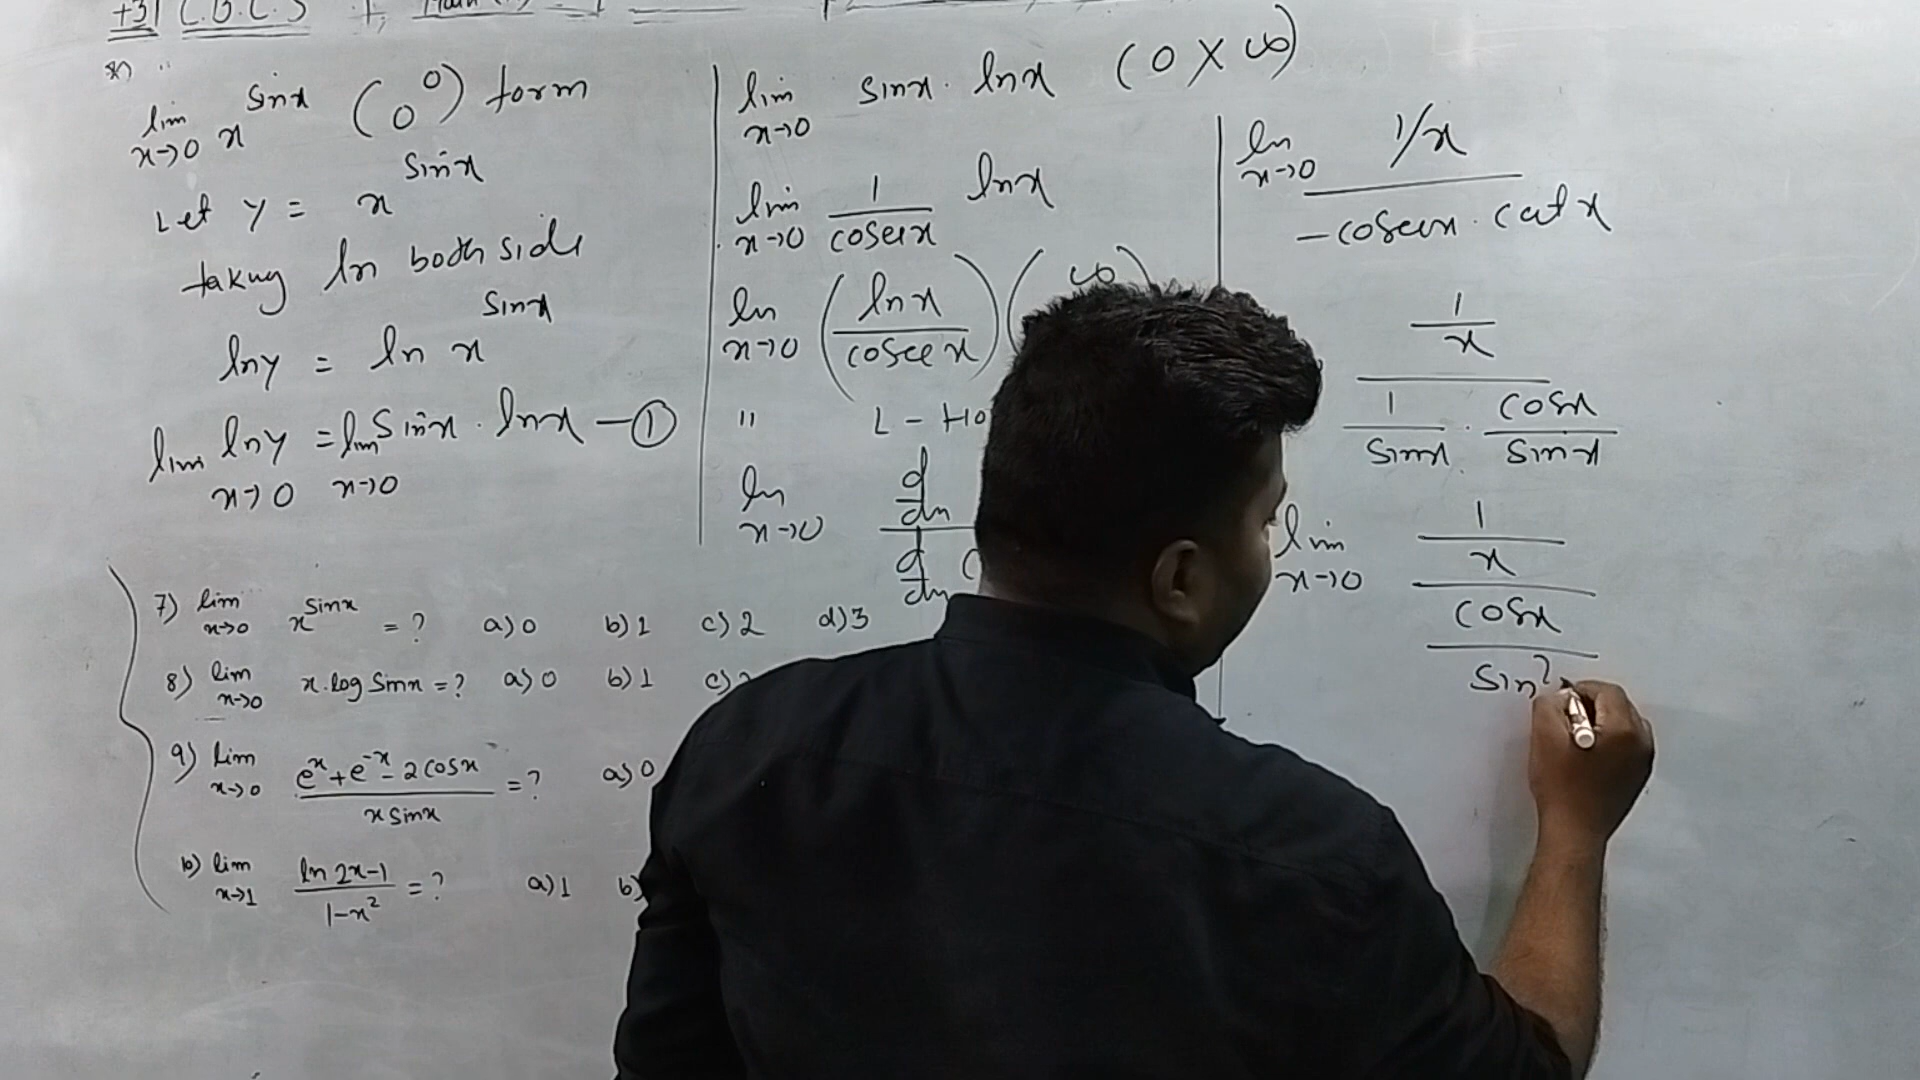 +3 C.B.C.S
lim x→0 x^sinx (0^0) form
Let y = x^sinx
taking ln both side
lny = ln x^sinx
lim x→0 lny = lim x→0 sinx . lnx — ①
lim x→0 sinx . lnx (0 × ∞)
lim x→0 1/cosecx lnx
lim x→0 (lnx/cosecx) (∞
" L - Ho
lim x→0 d/dx
d/dx (
lim x→0 1/x / -cosecx . cotx
1/x / 1/sinx . cosx/sinx
lim x→0 1/x / cosx/sin²
7) lim x→0 x^sinx = ? a) 0 b) 1 c) 2 d) 3
8) lim x→0 x.log sinx = ? a) 0 b) 1 c)
9) lim x→0 e^x + e^-x - 2cosx / x sinx = ? a) 0
10) lim x→1 ln 2x-1 / 1-x² = ? a) 1 b)